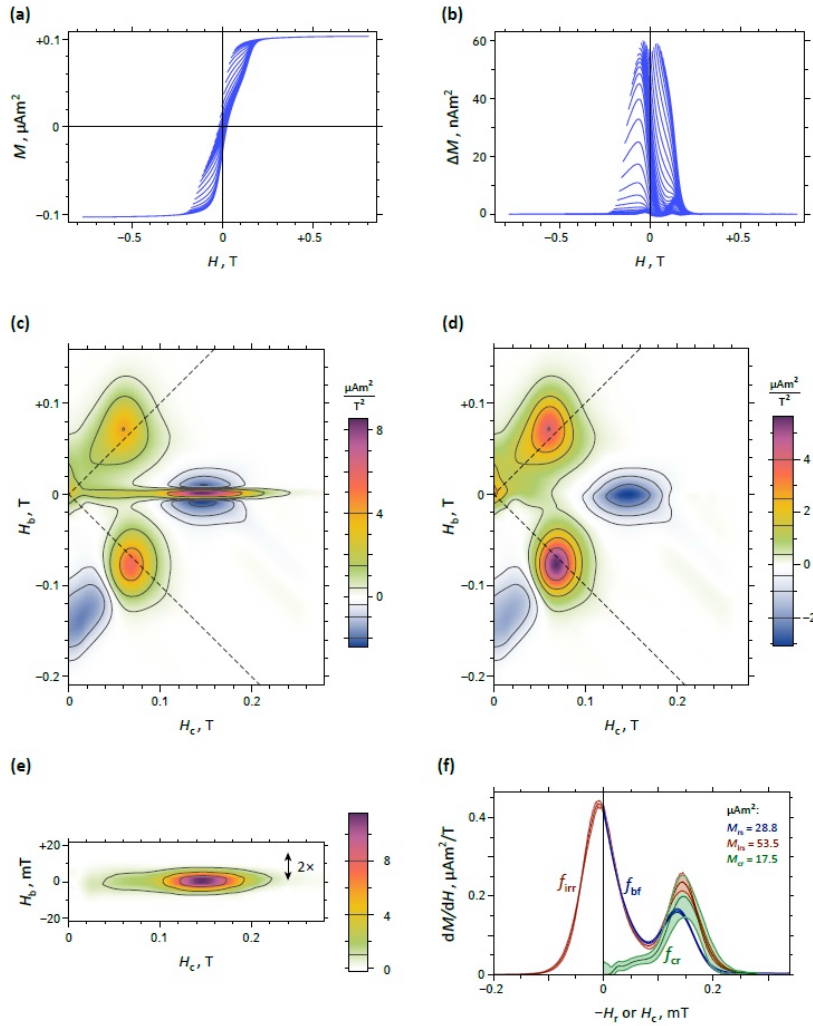 (a)
+0.1
M, µAm²
0
−0.1
−0.5
0
+0.5
H, T
(b)
60
40
ΔM, nAm²
20
0
−0.5
0
+0.5
H, T
(c)
+0.1
0
H_b, T
−0.1
−0.2
0
0.1
0.2
H_c, T
µAm²
T²
8
4
0
(d)
+0.1
0
H_b, T
−0.1
−0.2
0
0.1
0.2
H_c, T
µAm²
T²
4
2
0
−2
(e)
+20
H_b, mT
0
−20
2×
0
0.1
0.2
H_c, T
8
4
0
(f)
0.4
dM/dH, µAm²/T
0.2
0
µAm²:
M_rs = 28.8
M_irs = 53.5
M_cr = 17.5
f_irr
f_bf
f_cr
−0.2
0
0.2
−H_r or H_c, mT